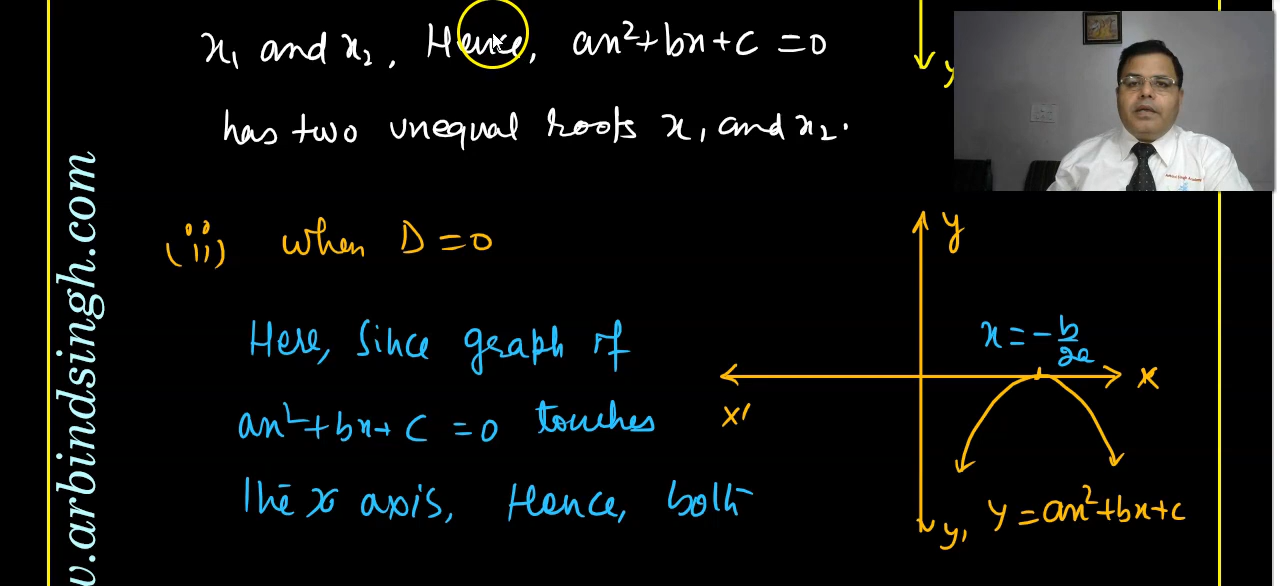 x₁ and x₂. Hence, ax²+bx+c =0
has two unequal roots x₁ and x₂.
(ii) when D=0
Here, Since graph of
ax²+bx+c =0 touches
the x axis, Hence, both
y
x = -b/2a
x
x'
y'
y = ax²+bx+c
y
www.arbindsingh.com